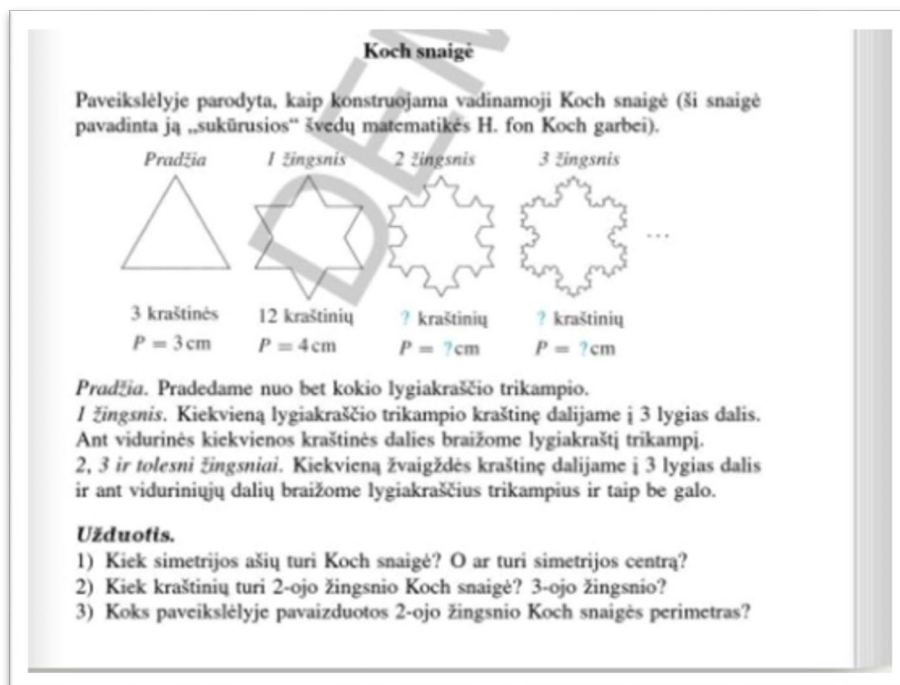 Koch snaigė
Paveikslėlyje parodyta, kaip konstruojama vadinamoji Koch snaigė (ši snaigė
pavadinta ją „sukūrusios“ švedų matematikės H. fon Koch garbei).
Pradžia 1 žingsnis 2 žingsnis 3 žingsnis
...
3 kraštinės 12 kraštinių ? kraštinių ? kraštinių
P = 3 cm P = 4 cm P = ? cm P = ? cm
Pradžia. Pradedame nuo bet kokio lygiakraščio trikampio.
1 žingsnis. Kiekvieną lygiakraščio trikampio kraštinę dalijame į 3 lygias dalis.
Ant vidurinės kiekvienos kraštinės dalies braižome lygiakraštį trikampį.
2, 3 ir tolesni žingsniai. Kiekvieną žvaigždės kraštinę dalijame į 3 lygias dalis
ir ant viduriniųjų dalių braižome lygiakraščius trikampius ir taip be galo.
Užduotis.
1) Kiek simetrijos ašių turi Koch snaigė? O ar turi simetrijos centrą?
2) Kiek kraštinių turi 2-ojo žingsnio Koch snaigė? 3-ojo žingsnio?
3) Koks paveikslėlyje pavaizduotos 2-ojo žingsnio Koch snaigės perimetras?